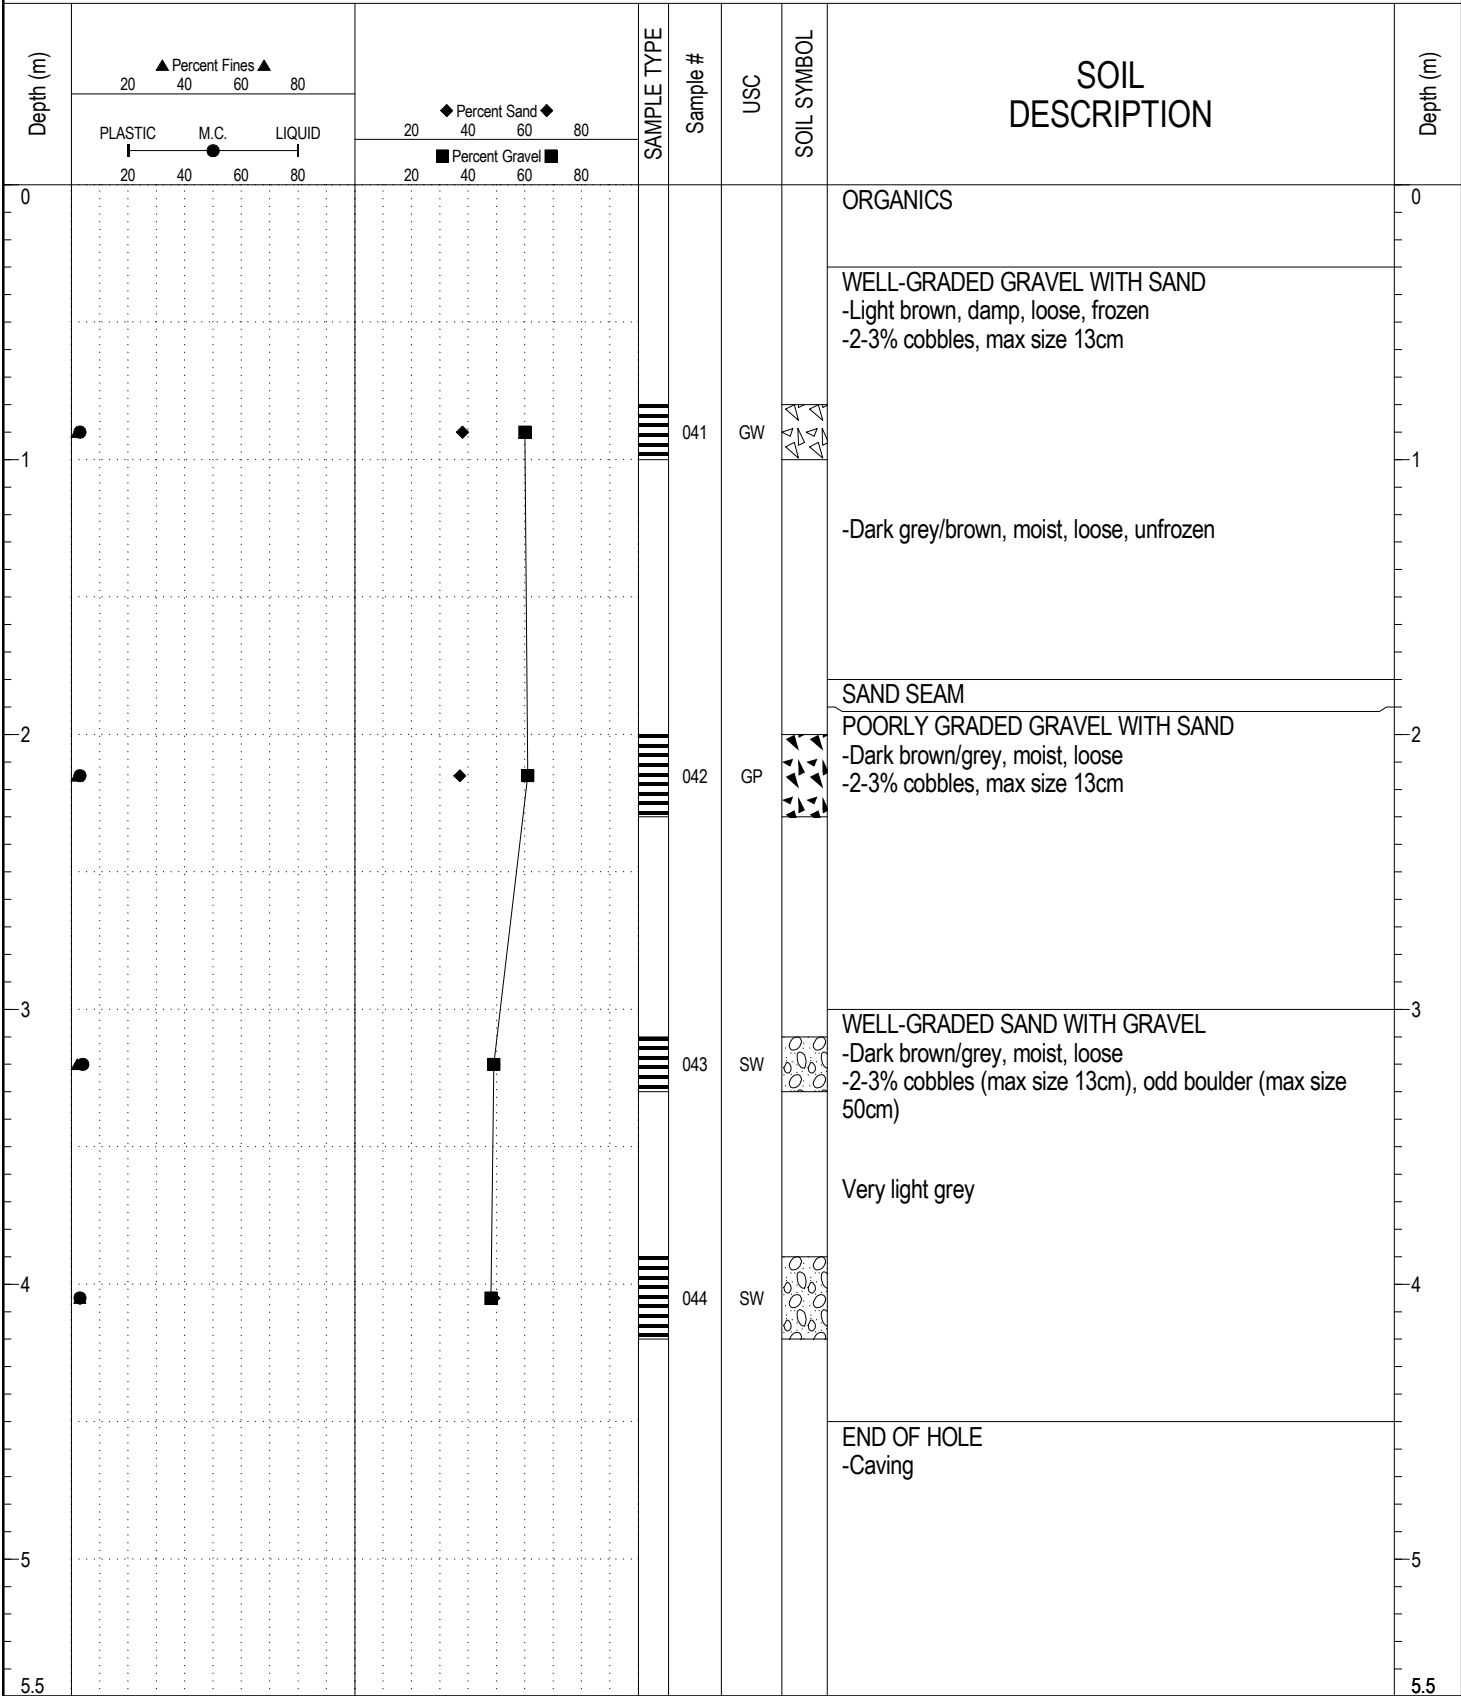 Depth (m)
▲ Percent Fines ▲
20 40 60 80
PLASTIC M.C. LIQUID
20 40 60 80
◆ Percent Sand ◆
20 40 60 80
■ Percent Gravel ■
20 40 60 80
SAMPLE TYPE
Sample #
USC
SOIL SYMBOL
SOIL
DESCRIPTION
Depth (m)
0
ORGANICS
0
WELL-GRADED GRAVEL WITH SAND
-Light brown, damp, loose, frozen
-2-3% cobbles, max size 13cm
041 GW
1
1
-Dark grey/brown, moist, loose, unfrozen
SAND SEAM
POORLY GRADED GRAVEL WITH SAND
2
2
-Dark brown/grey, moist, loose
042 GP
-2-3% cobbles, max size 13cm
3
3
WELL-GRADED SAND WITH GRAVEL
-Dark brown/grey, moist, loose
043 SW
-2-3% cobbles (max size 13cm), odd boulder (max size
50cm)
Very light grey
4
4
044 SW
END OF HOLE
-Caving
5
5
5.5
5.5